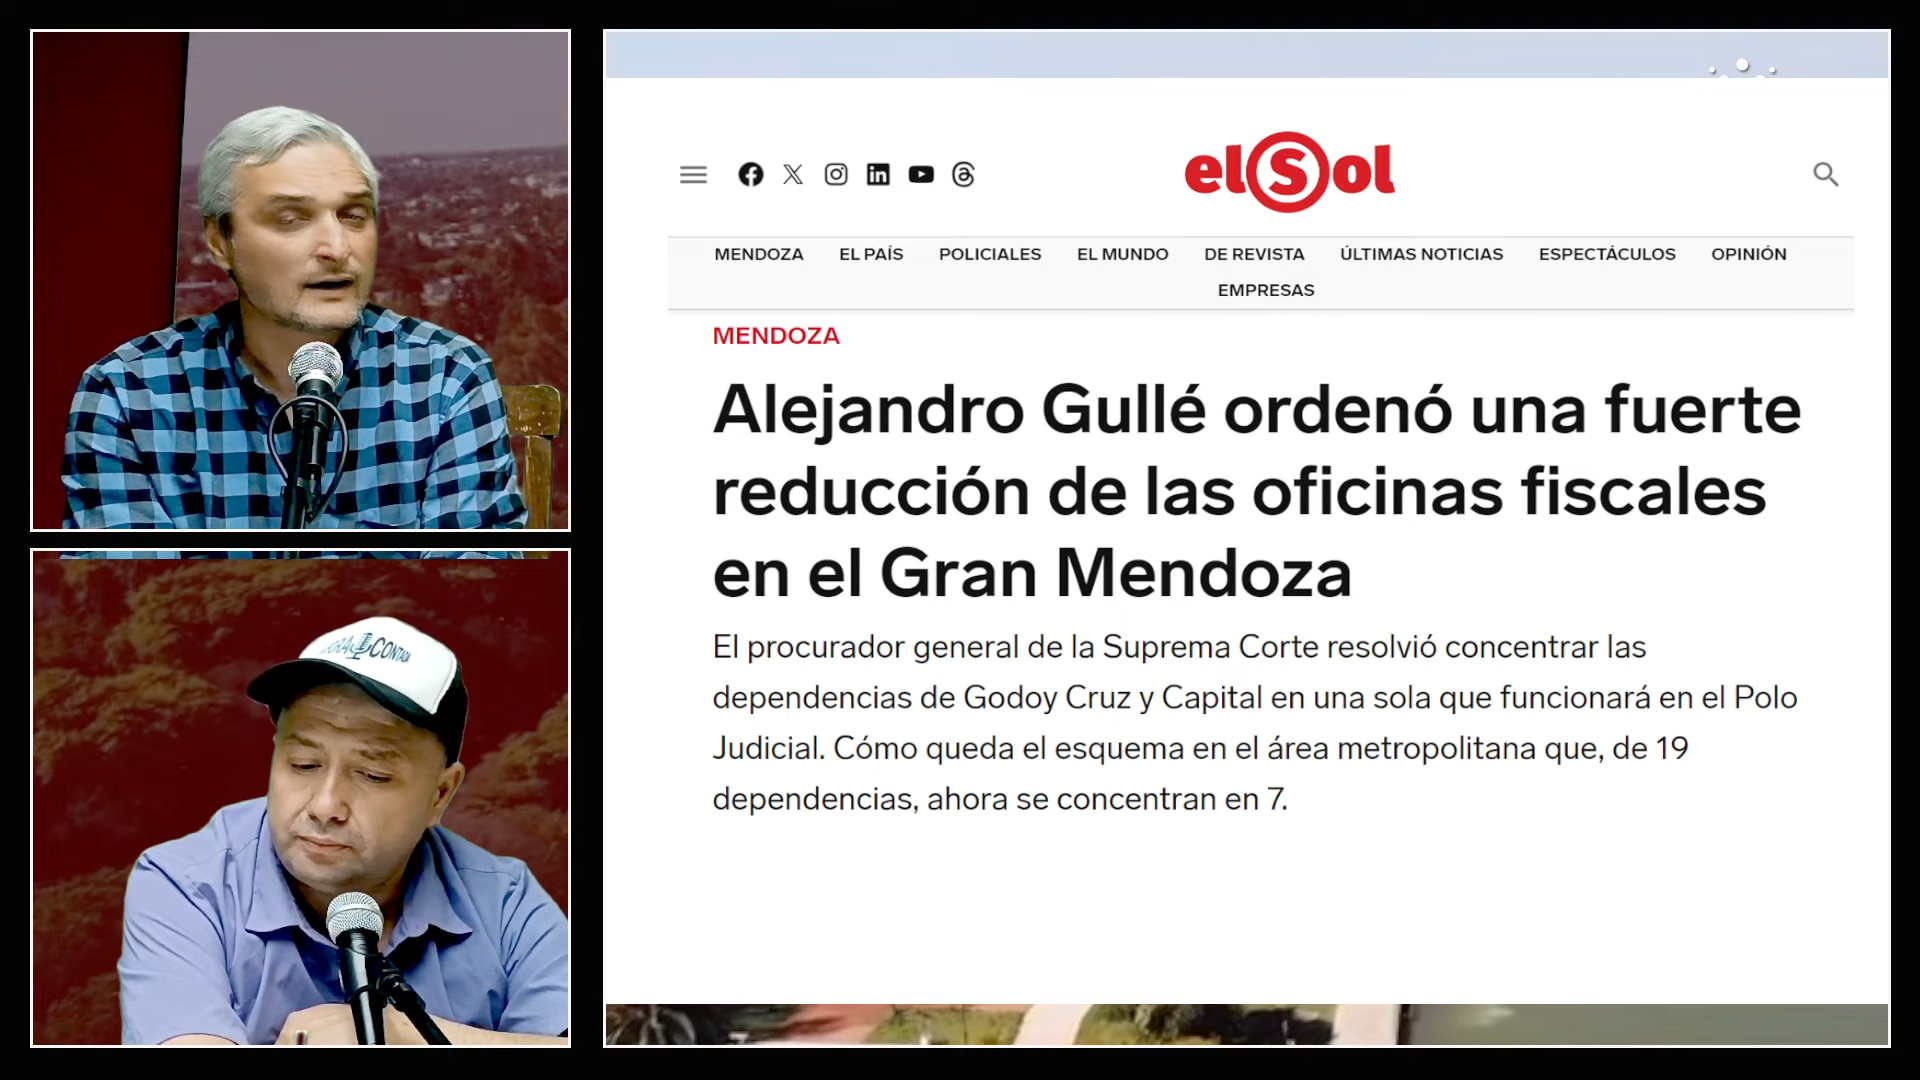 CONTADA
elSol
MENDOZA EL PAÍS POLICIALES EL MUNDO DE REVISTA ÚLTIMAS NOTICIAS ESPECTÁCULOS OPINIÓN
EMPRESAS
MENDOZA
Alejandro Gullé ordenó una fuerte
reducción de las oficinas fiscales
en el Gran Mendoza
El procurador general de la Suprema Corte resolvió concentrar las
dependencias de Godoy Cruz y Capital en una sola que funcionará en el Polo
Judicial. Cómo queda el esquema en el área metropolitana que, de 19
dependencias, ahora se concentran en 7.